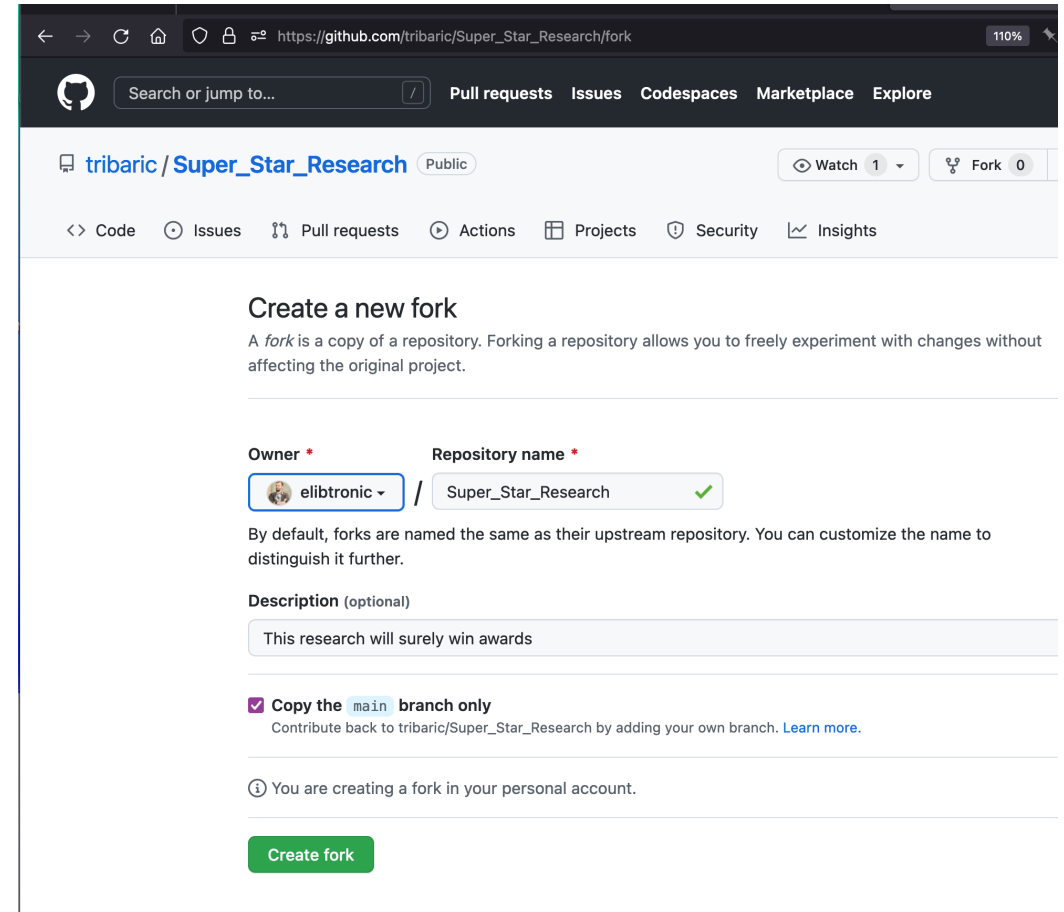 https://github.com/tribaric/Super_Star_Research/fork 110%
Search or jump to... / Pull requests Issues Codespaces Marketplace Explore
tribaric / Super_Star_Research Public Watch 1 Fork 0
<> Code Issues Pull requests Actions Projects Security Insights
Create a new fork
A fork is a copy of a repository. Forking a repository allows you to freely experiment with changes without
affecting the original project.
Owner * Repository name *
elibtronic / Super_Star_Research
By default, forks are named the same as their upstream repository. You can customize the name to
distinguish it further.
Description (optional)
This research will surely win awards
Copy the main branch only
Contribute back to tribaric/Super_Star_Research by adding your own branch. Learn more.
You are creating a fork in your personal account.
Create fork